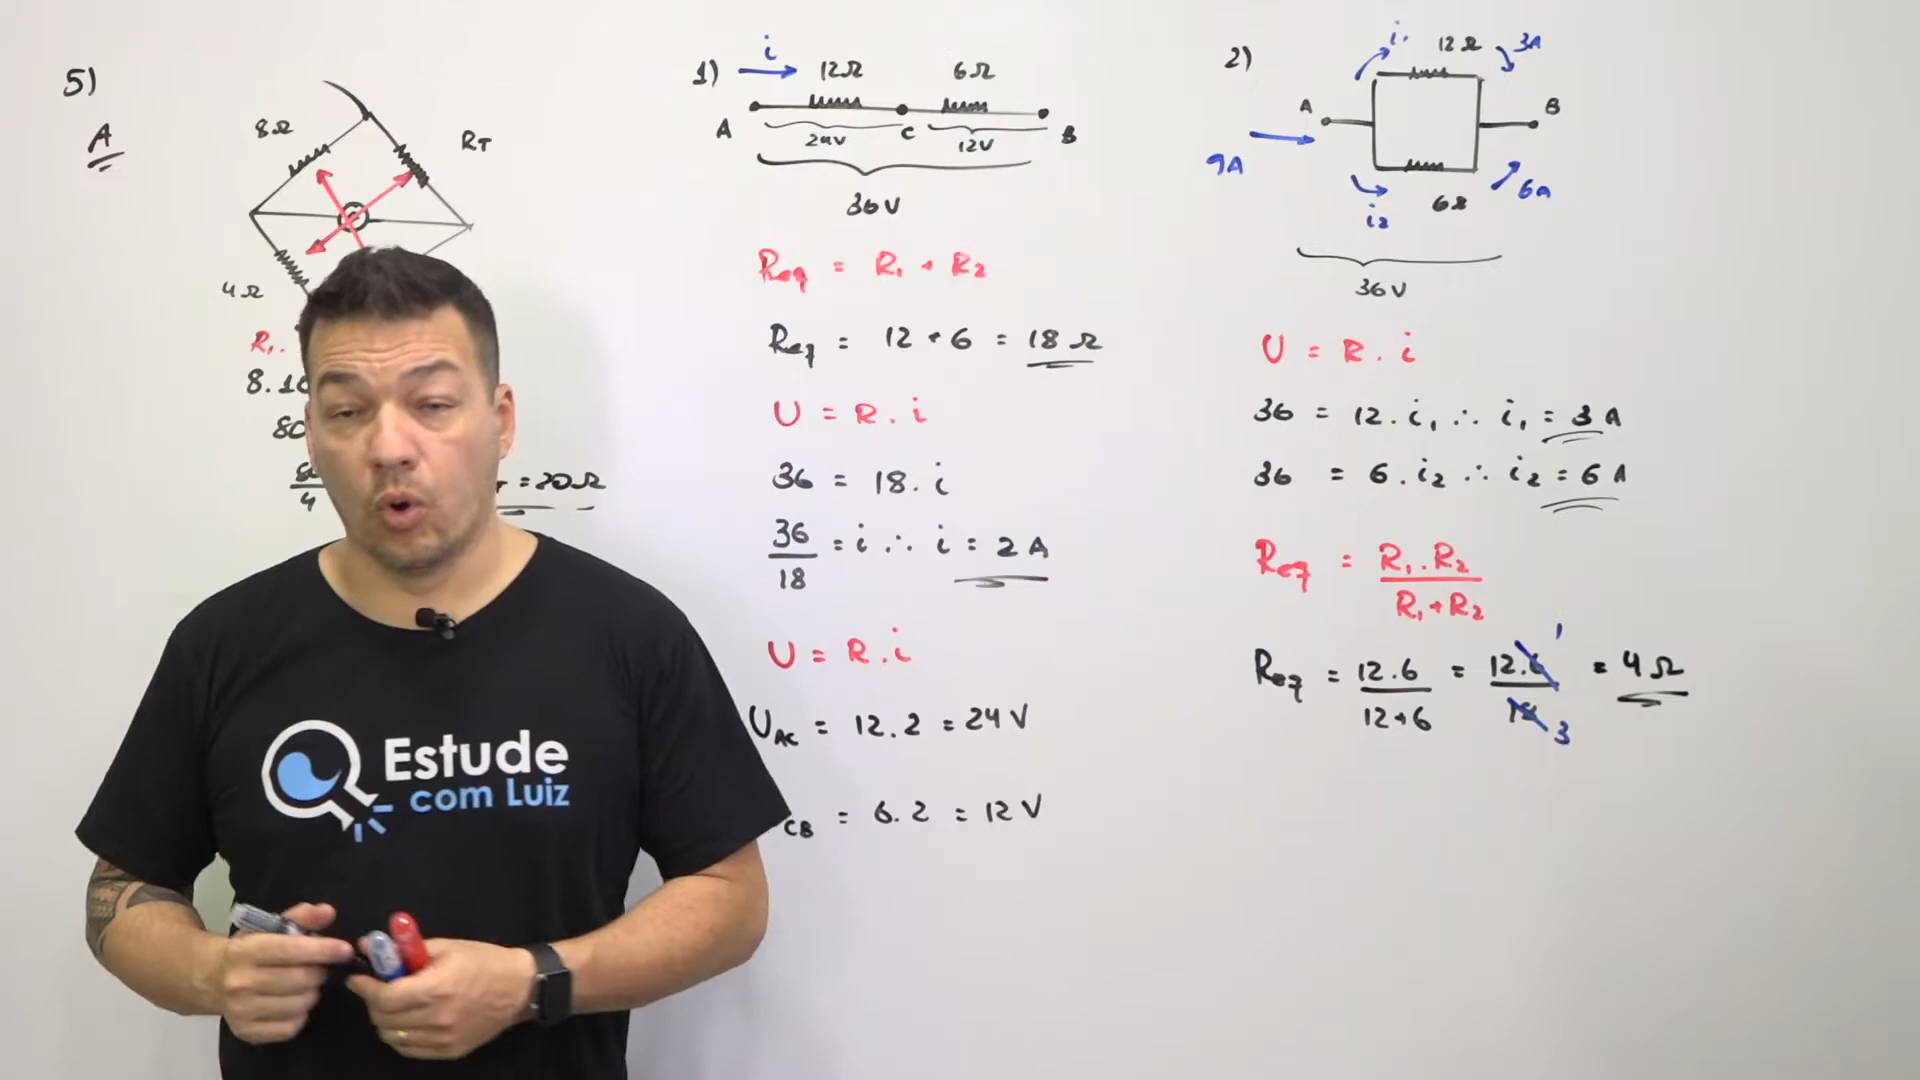 5)
A
8Ω
RT
4Ω
R1.
8.10
80
80
4
= 20Ω
1)
i
12Ω
6Ω
A
C
B
24V
12V
36V
Req = R1 + R2
Req = 12 + 6 = 18 Ω
U = R . i
36 = 18 . i
36/18 = i ∴ i = 2 A
U = R . i
UAC = 12 . 2 = 24 V
CB = 6 . 2 = 12 V
2)
i1
12Ω
3A
A
B
9A
i2
6Ω
6A
36V
U = R . i
36 = 12 . i1 ∴ i1 = 3 A
36 = 6 . i2 ∴ i2 = 6 A
Req = R1 . R2 / R1 + R2
1
Req = 12.6 / 12+6 = 12.6 / 18 = 4 Ω
3
Estude
com Luiz